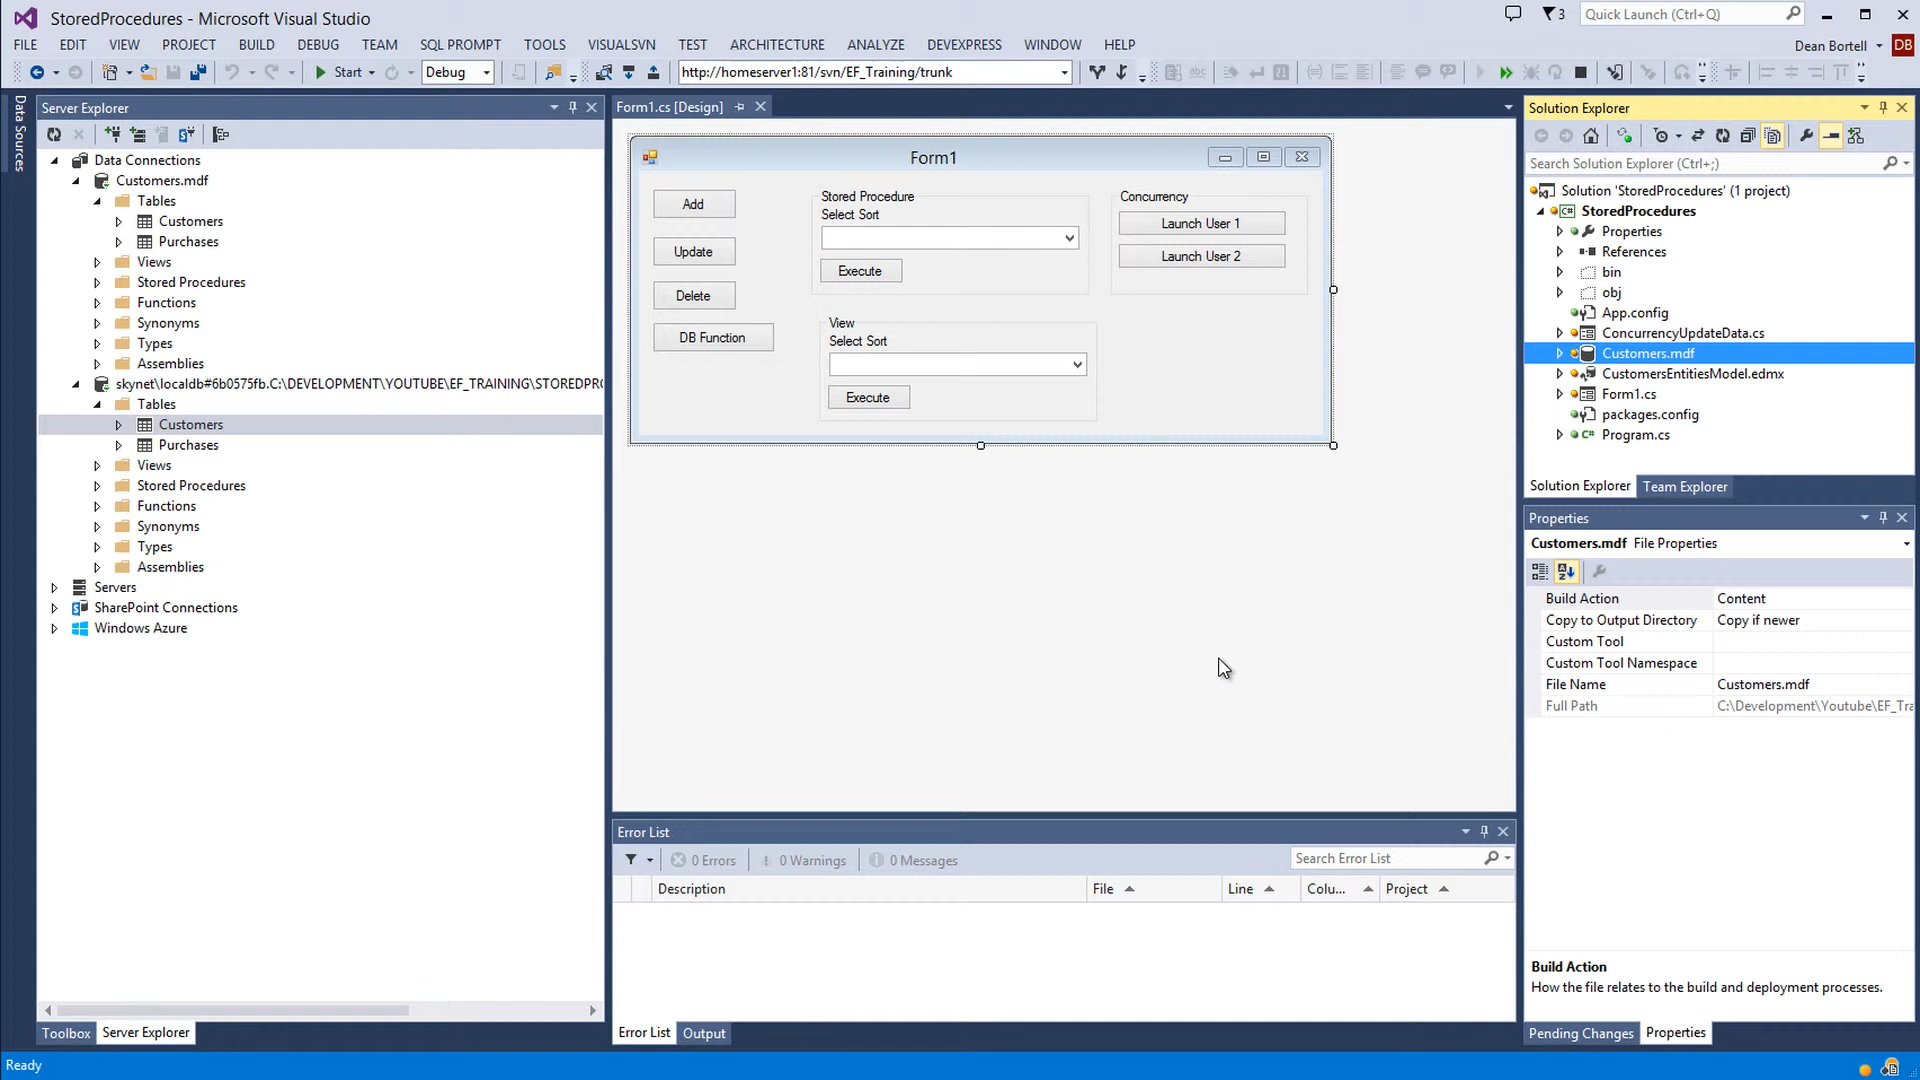 StoredProcedures - Microsoft Visual Studio
3
Quick Launch (Ctrl+Q)
FILE EDIT VIEW PROJECT BUILD DEBUG TEAM SQL PROMPT TOOLS VISUALSVN TEST ARCHITECTURE ANALYZE DEVEXPRESS WINDOW HELP
Dean Bortell DB
Start Debug http://homeserver1:81/svn/EF_Training/trunk
Data Sources
Server Explorer
Data Connections
Customers.mdf
Tables
Customers
Purchases
Views
Stored Procedures
Functions
Synonyms
Types
Assemblies
skynet\localdb#6b0575fb.C:\DEVELOPMENT\YOUTUBE\EF_TRAINING\STOREDPRO
Tables
Customers
Purchases
Views
Stored Procedures
Functions
Synonyms
Types
Assemblies
Servers
SharePoint Connections
Windows Azure
Toolbox Server Explorer
Form1.cs [Design]
Form1
Add
Update
Delete
DB Function
Stored Procedure
Select Sort
Execute
View
Select Sort
Execute
Concurrency
Launch User 1
Launch User 2
Error List
0 Errors 0 Warnings 0 Messages
Search Error List
Description File Line Colu... Project
Error List Output
Solution Explorer
Search Solution Explorer (Ctrl+;)
Solution 'StoredProcedures' (1 project)
C# StoredProcedures
Properties
References
bin
obj
App.config
ConcurrencyUpdateData.cs
Customers.mdf
CustomersEntitiesModel.edmx
Form1.cs
packages.config
C# Program.cs
Solution Explorer Team Explorer
Properties
Customers.mdf File Properties
Build Action Content
Copy to Output Directory Copy if newer
Custom Tool
Custom Tool Namespace
File Name Customers.mdf
Full Path C:\Development\Youtube\EF_Tra
Build Action
How the file relates to the build and deployment processes.
Pending Changes Properties
Ready